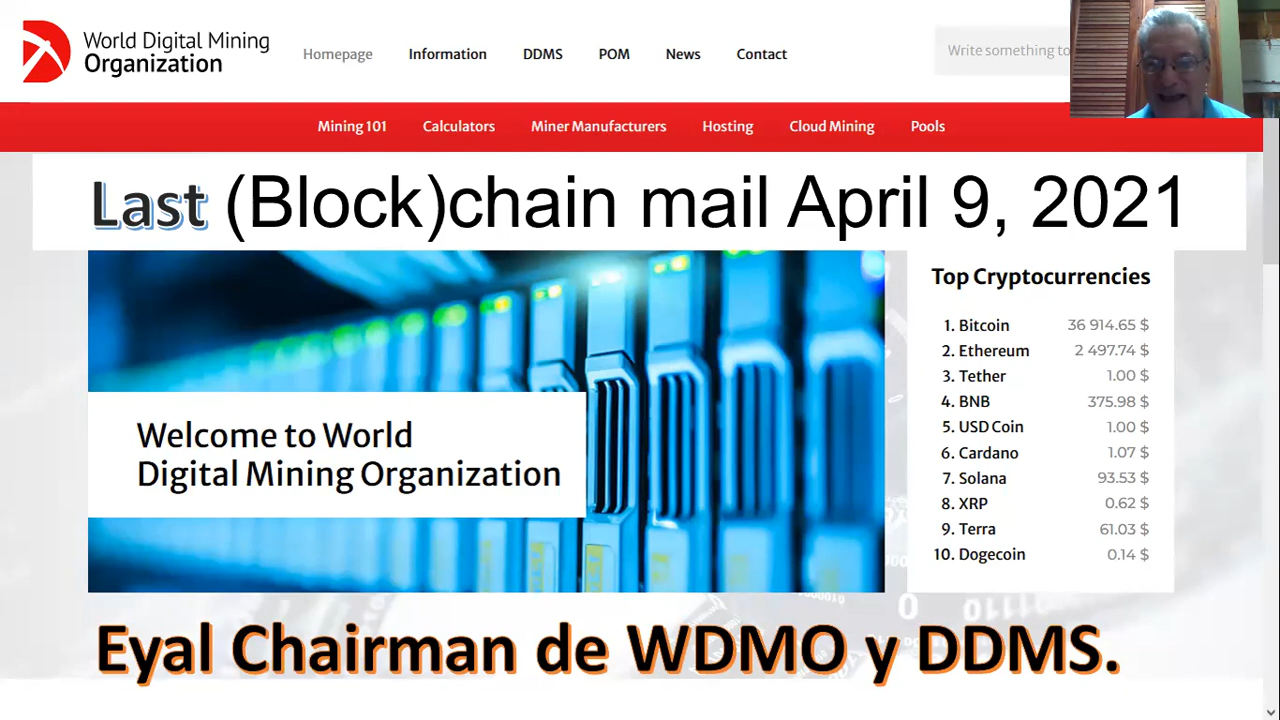 World Digital Mining
Organization
Homepage Information DDMS POM News Contact
Write something to
Mining 101 Calculators Miner Manufacturers Hosting Cloud Mining Pools
Last (Block)chain mail April 9, 2021
Welcome to World
Digital Mining Organization
Top Cryptocurrencies
1. Bitcoin 36 914.65 $
2. Ethereum 2 497.74 $
3. Tether 1.00 $
4. BNB 375.98 $
5. USD Coin 1.00 $
6. Cardano 1.07 $
7. Solana 93.53 $
8. XRP 0.62 $
9. Terra 61.03 $
10. Dogecoin 0.14 $
Eyal Chairman de WDMO y DDMS.